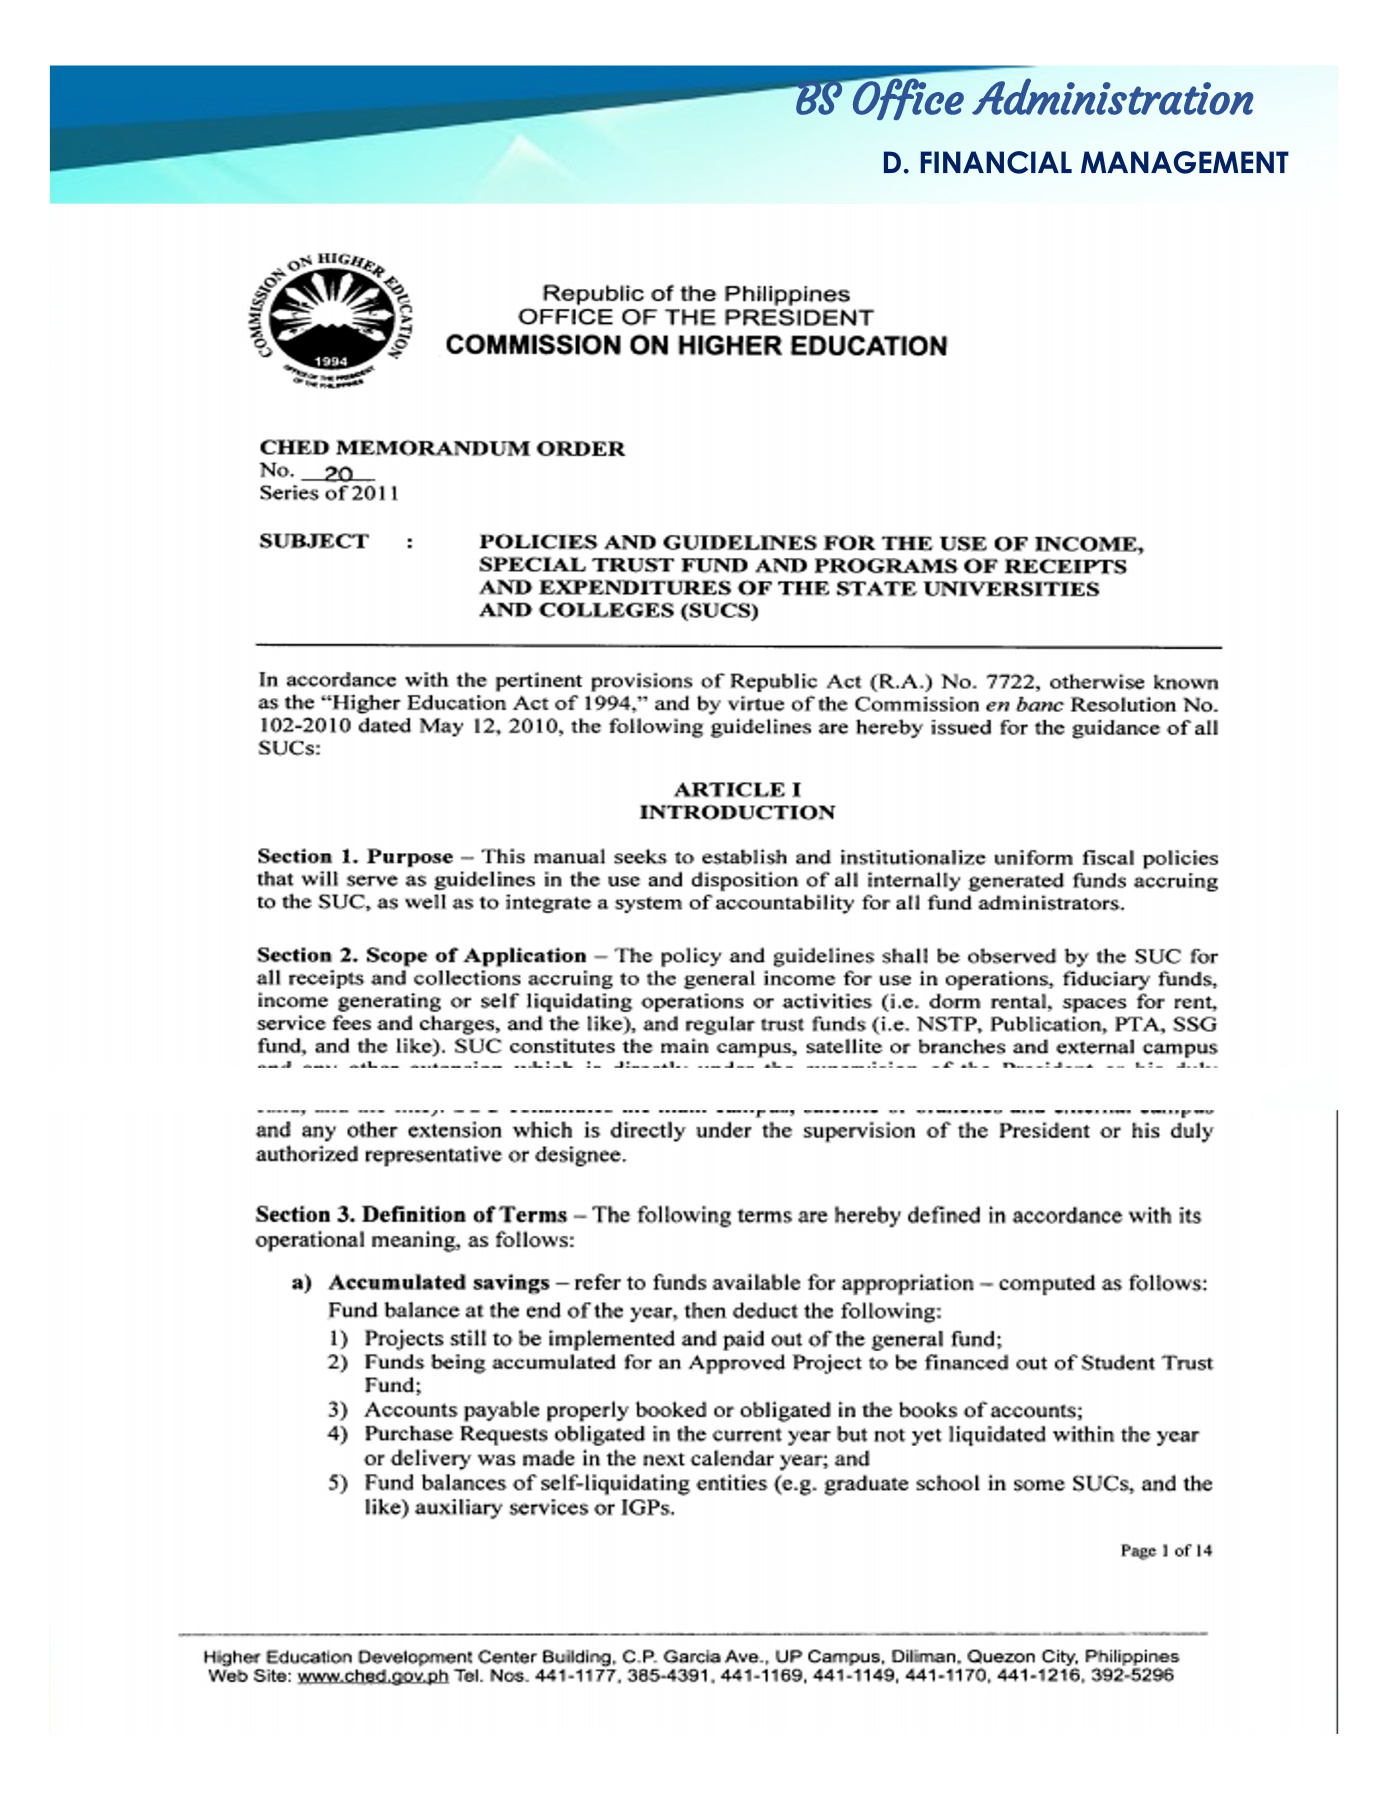 BS Office Administration
D. FINANCIAL MANAGEMENT
COMMISSION ON HIGHER EDUCATION
1994
OFFICE OF THE PRESIDENT
OF THE PHILIPPINES
Republic of the Philippines
OFFICE OF THE PRESIDENT
COMMISSION ON HIGHER EDUCATION
CHED MEMORANDUM ORDER
No. 20
Series of 2011
SUBJECT : POLICIES AND GUIDELINES FOR THE USE OF INCOME,
SPECIAL TRUST FUND AND PROGRAMS OF RECEIPTS
AND EXPENDITURES OF THE STATE UNIVERSITIES
AND COLLEGES (SUCS)
In accordance with the pertinent provisions of Republic Act (R.A.) No. 7722, otherwise known
as the “Higher Education Act of 1994,” and by virtue of the Commission en banc Resolution No.
102-2010 dated May 12, 2010, the following guidelines are hereby issued for the guidance of all
SUCs:
ARTICLE I
INTRODUCTION
Section 1. Purpose – This manual seeks to establish and institutionalize uniform fiscal policies
that will serve as guidelines in the use and disposition of all internally generated funds accruing
to the SUC, as well as to integrate a system of accountability for all fund administrators.
Section 2. Scope of Application – The policy and guidelines shall be observed by the SUC for
all receipts and collections accruing to the general income for use in operations, fiduciary funds,
income generating or self liquidating operations or activities (i.e. dorm rental, spaces for rent,
service fees and charges, and the like), and regular trust funds (i.e. NSTP, Publication, PTA, SSG
fund, and the like). SUC constitutes the main campus, satellite or branches and external campus
and any other extension which is directly under the supervision of the President or his duly
authorized representative or designee.
Section 3. Definition of Terms – The following terms are hereby defined in accordance with its
operational meaning, as follows:
a) Accumulated savings – refer to funds available for appropriation – computed as follows:
Fund balance at the end of the year, then deduct the following:
1) Projects still to be implemented and paid out of the general fund;
2) Funds being accumulated for an Approved Project to be financed out of Student Trust
Fund;
3) Accounts payable properly booked or obligated in the books of accounts;
4) Purchase Requests obligated in the current year but not yet liquidated within the year
or delivery was made in the next calendar year; and
5) Fund balances of self-liquidating entities (e.g. graduate school in some SUCs, and the
like) auxiliary services or IGPs.
Page 1 of 14
Higher Education Development Center Building, C.P. Garcia Ave., UP Campus, Diliman, Quezon City, Philippines
Web Site: www.ched.gov.ph Tel. Nos. 441-1177, 385-4391, 441-1169, 441-1149, 441-1170, 441-1216, 392-5296